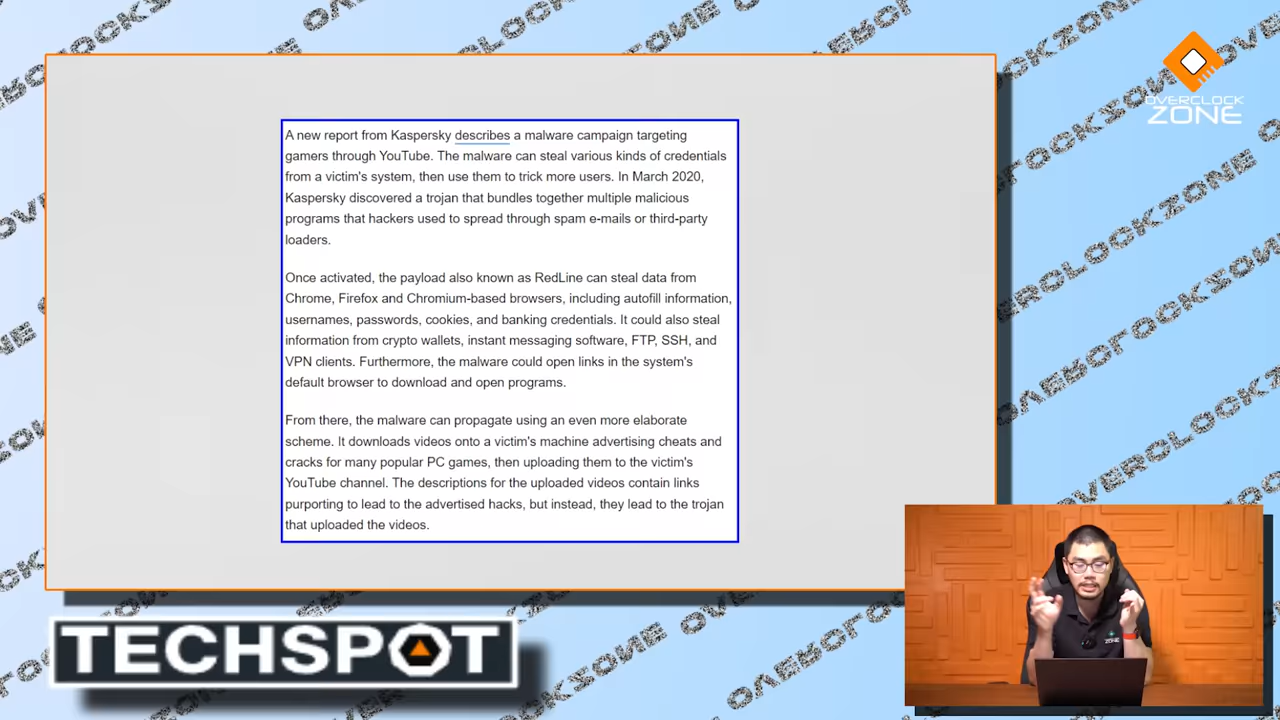 OVERCLOCK
ZONE
A new report from Kaspersky describes a malware campaign targeting
gamers through YouTube. The malware can steal various kinds of credentials
from a victim's system, then use them to trick more users. In March 2020,
Kaspersky discovered a trojan that bundles together multiple malicious
programs that hackers used to spread through spam e-mails or third-party
loaders.
Once activated, the payload also known as RedLine can steal data from
Chrome, Firefox and Chromium-based browsers, including autofill information,
usernames, passwords, cookies, and banking credentials. It could also steal
information from crypto wallets, instant messaging software, FTP, SSH, and
VPN clients. Furthermore, the malware could open links in the system's
default browser to download and open programs.
From there, the malware can propagate using an even more elaborate
scheme. It downloads videos onto a victim's machine advertising cheats and
cracks for many popular PC games, then uploading them to the victim's
YouTube channel. The descriptions for the uploaded videos contain links
purporting to lead to the advertised hacks, but instead, they lead to the trojan
that uploaded the videos.
TECHSPOT